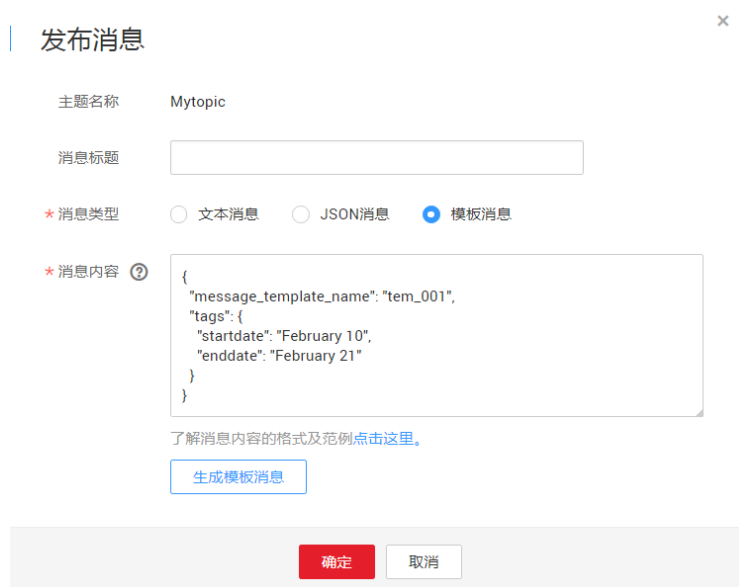 发布消息
主题名称 Mytopic
消息标题
* 消息类型 文本消息 JSON消息 模板消息
* 消息内容 ?
{
"message_template_name": "tem_001",
"tags": {
"startdate": "February 10",
"enddate": "February 21"
}
}
了解消息内容的格式及范例点击这里。
生成模板消息
确定 取消